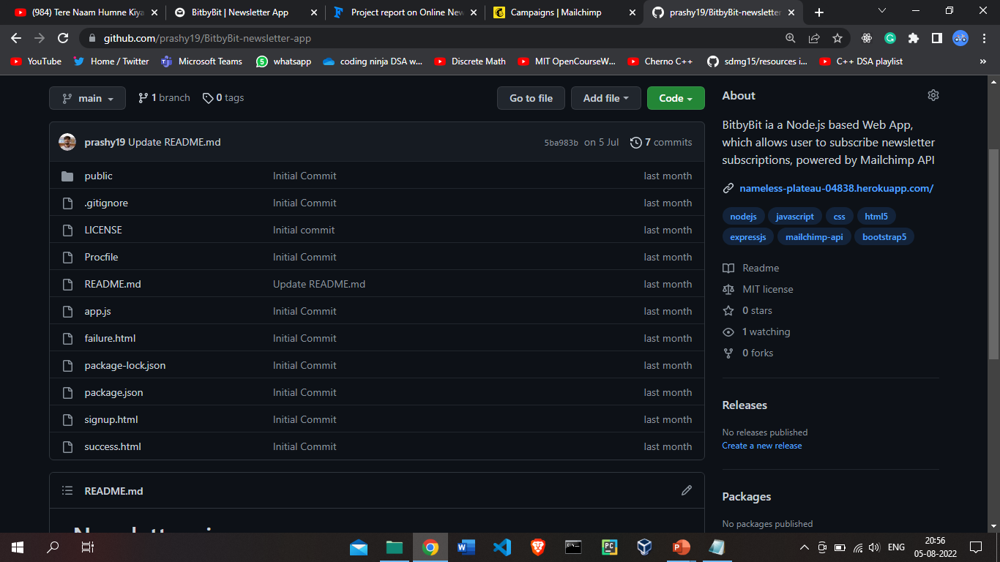 (984) Tere Naam Humne Kiya
BitbyBit | Newsletter App
Project report on Online New
Campaigns | Mailchimp
prashy19/BitbyBit-newsletter
github.com/prashy19/BitbyBit-newsletter-app
YouTube
Home / Twitter
Microsoft Teams
whatsapp
coding ninja DSA w...
Discrete Math
MIT OpenCourseW...
Cherno C++
sdmg15/resources i...
C++ DSA playlist
»
main
1 branch
0 tags
Go to file
Add file
Code
prashy19 Update README.md
5ba983b on 5 Jul
7 commits
public Initial Commit last month
.gitignore Initial Commit last month
LICENSE Initial commit last month
Procfile Initial Commit last month
README.md Update README.md last month
app.js Initial Commit last month
failure.html Initial Commit last month
package-lock.json Initial Commit last month
package.json Initial Commit last month
signup.html Initial Commit last month
success.html Initial Commit last month
README.md
About
BitbyBit ia a Node.js based Web App,
which allows user to subscribe newsletter
subscriptions, powered by Mailchimp API
nameless-plateau-04838.herokuapp.com/
nodejs javascript css html5
expressjs mailchimp-api bootstrap5
Readme
MIT license
0 stars
1 watching
0 forks
Releases
No releases published
Create a new release
Packages
No packages published
ENG
20:56
05-08-2022